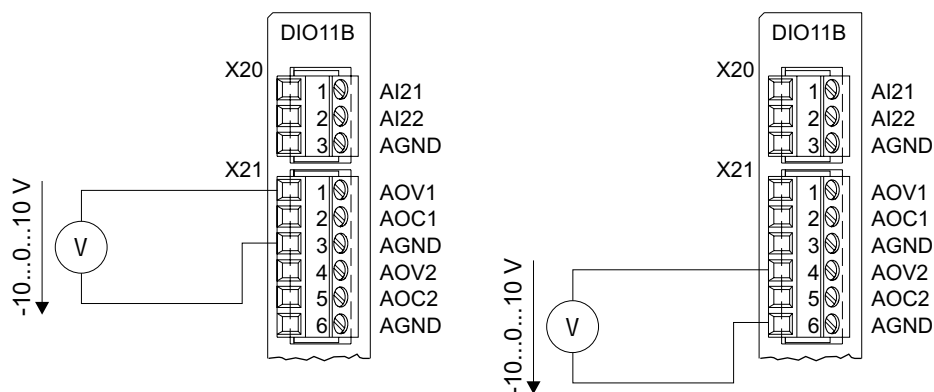 DIO11B
X20
1 AI21
2 AI22
3 AGND
X21
1 AOV1
2 AOC1
3 AGND
4 AOV2
5 AOC2
6 AGND
V
-10...0...10 V
DIO11B
X20
1 AI21
2 AI22
3 AGND
X21
1 AOV1
2 AOC1
3 AGND
4 AOV2
5 AOC2
6 AGND
V
-10...0...10 V